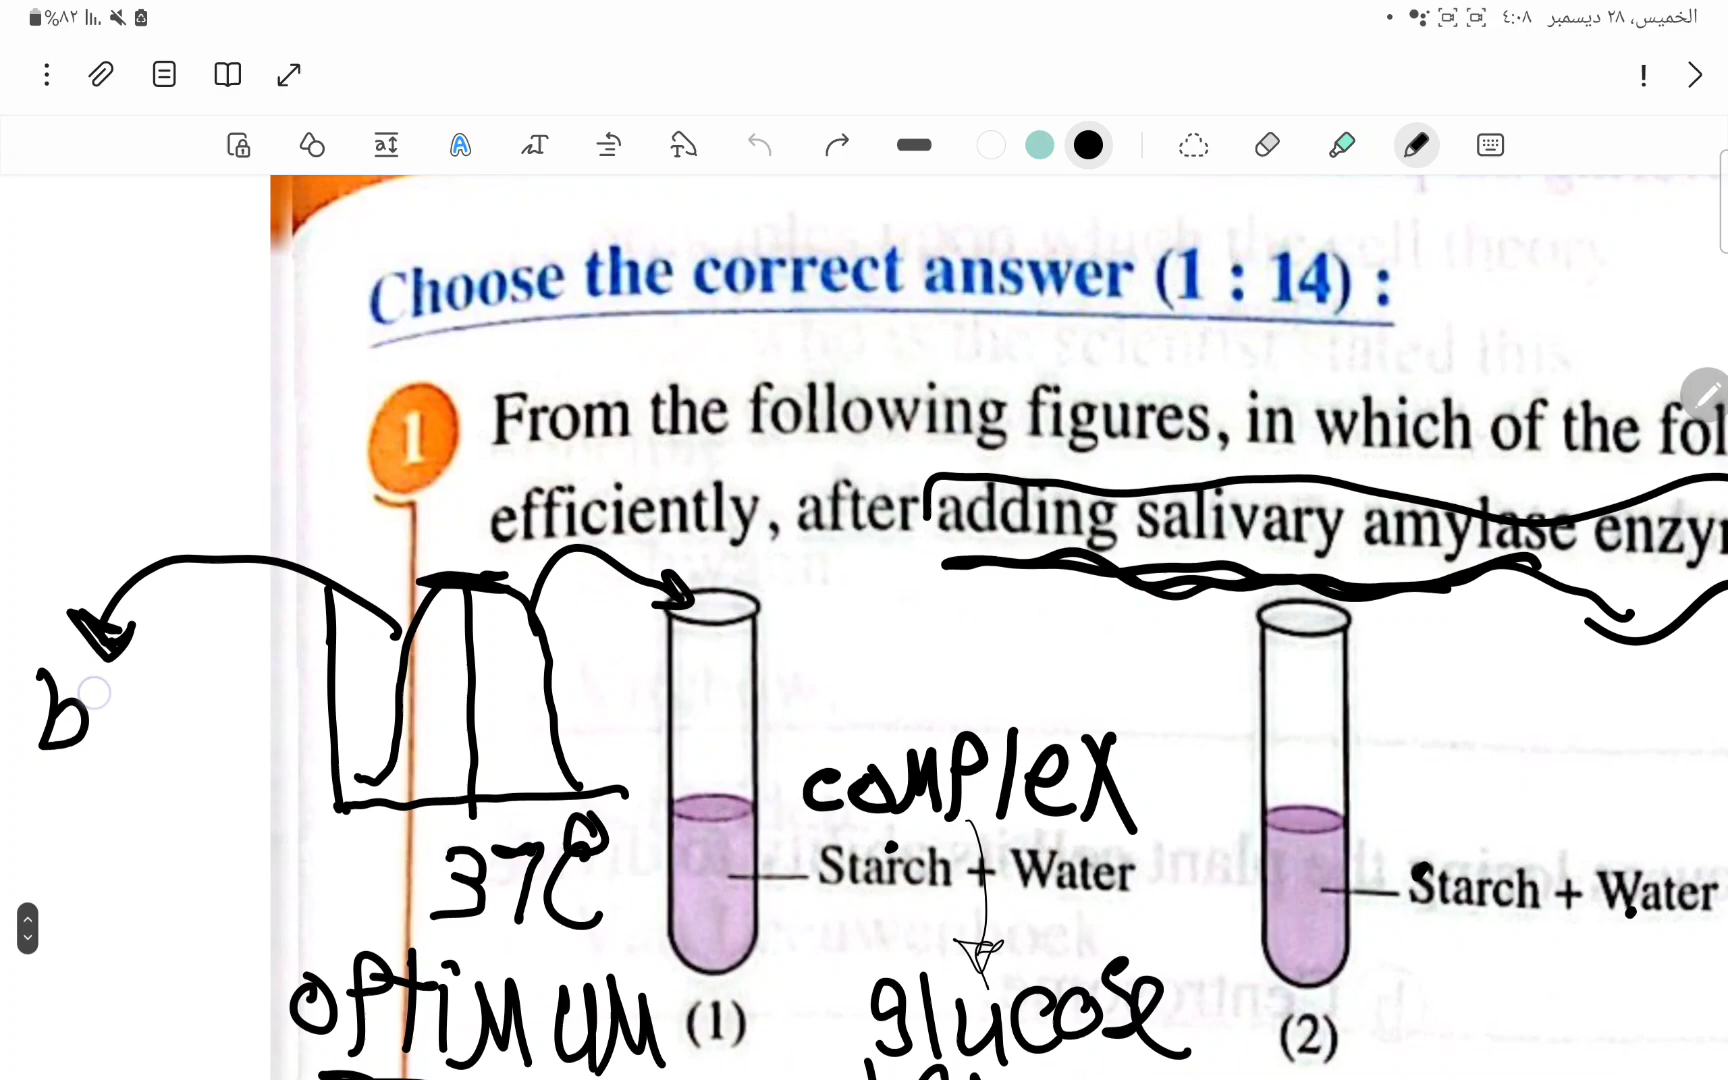 %٨٢
الخميس، ٢٨ ديسمبر ٤:٠٨
Choose the correct answer (1 : 14) :
1 From the following figures, in which of the fol
efficiently, after adding salivary amylase enzy
b
complex
37C°
Starch + Water
Starch + Water
optimum
(1)
glucose
(2)